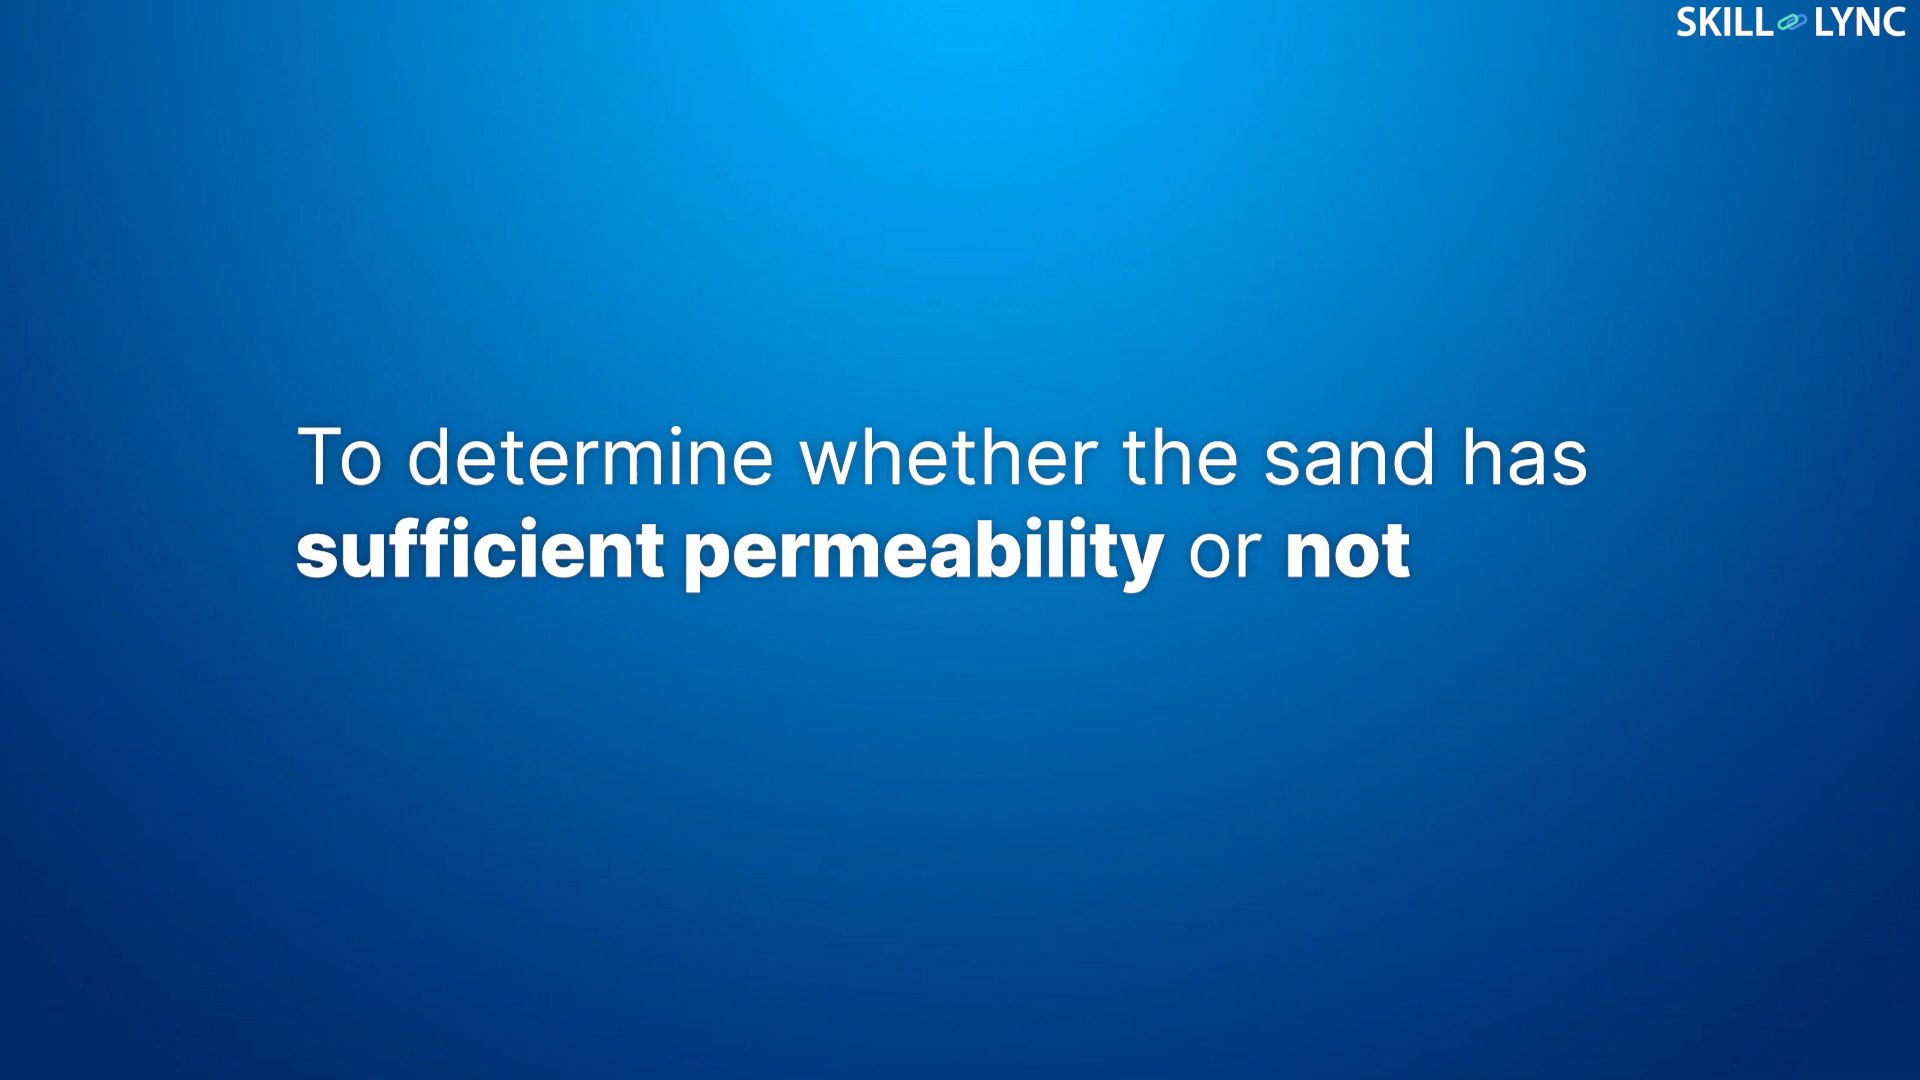 SKILL LYNC
To determine whether the sand has
sufficient permeability or not